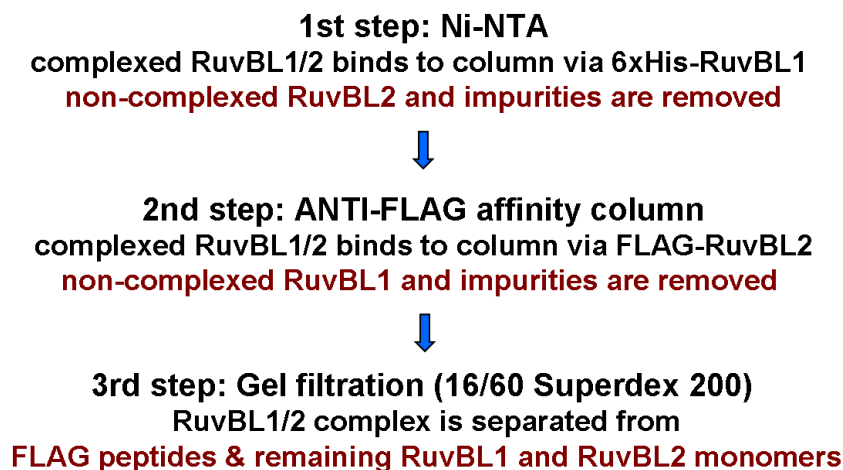 1st step: Ni-NTA
complexed RuvBL1/2 binds to column via 6xHis-RuvBL1
non-complexed RuvBL2 and impurities are removed
2nd step: ANTI-FLAG affinity column
complexed RuvBL1/2 binds to column via FLAG-RuvBL2
non-complexed RuvBL1 and impurities are removed
3rd step: Gel filtration (16/60 Superdex 200)
RuvBL1/2 complex is separated from
FLAG peptides & remaining RuvBL1 and RuvBL2 monomers